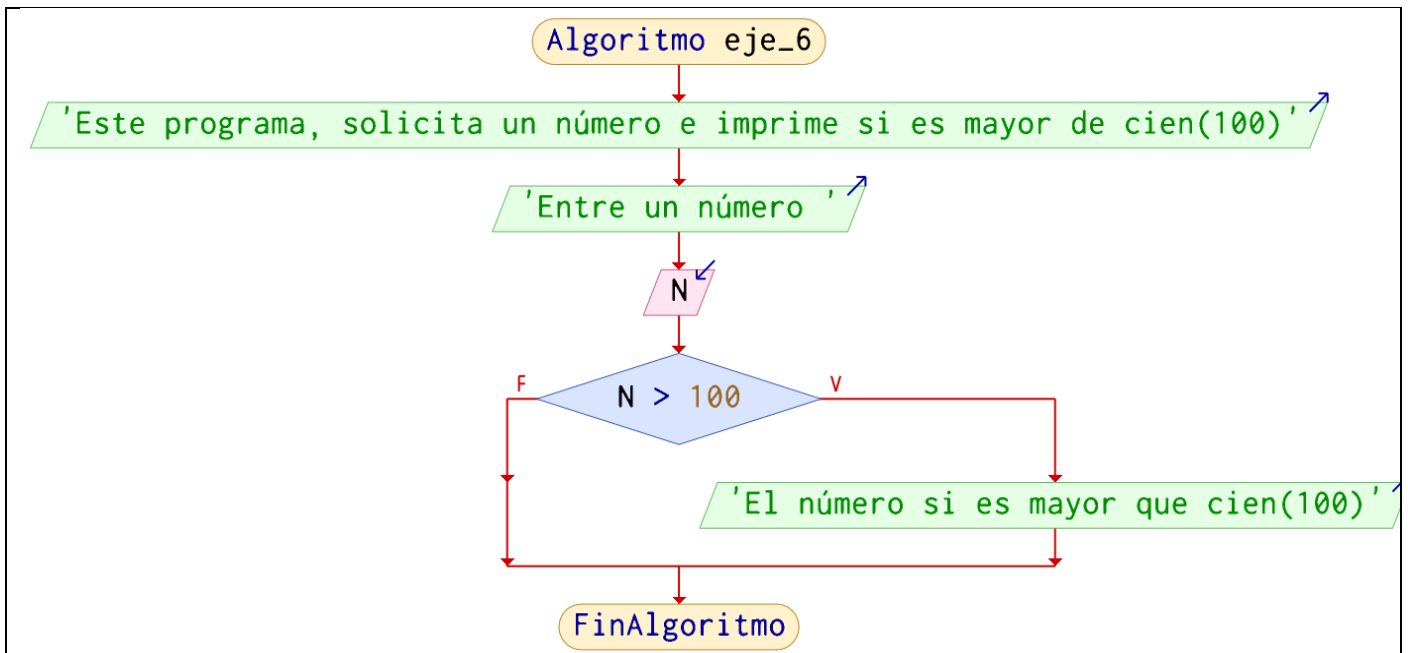 Algoritmo eje_6
'Este programa, solicita un número e imprime si es mayor de cien(100)'
'Entre un número '
N
F
N > 100
V
'El número si es mayor que cien(100)'
FinAlgoritmo